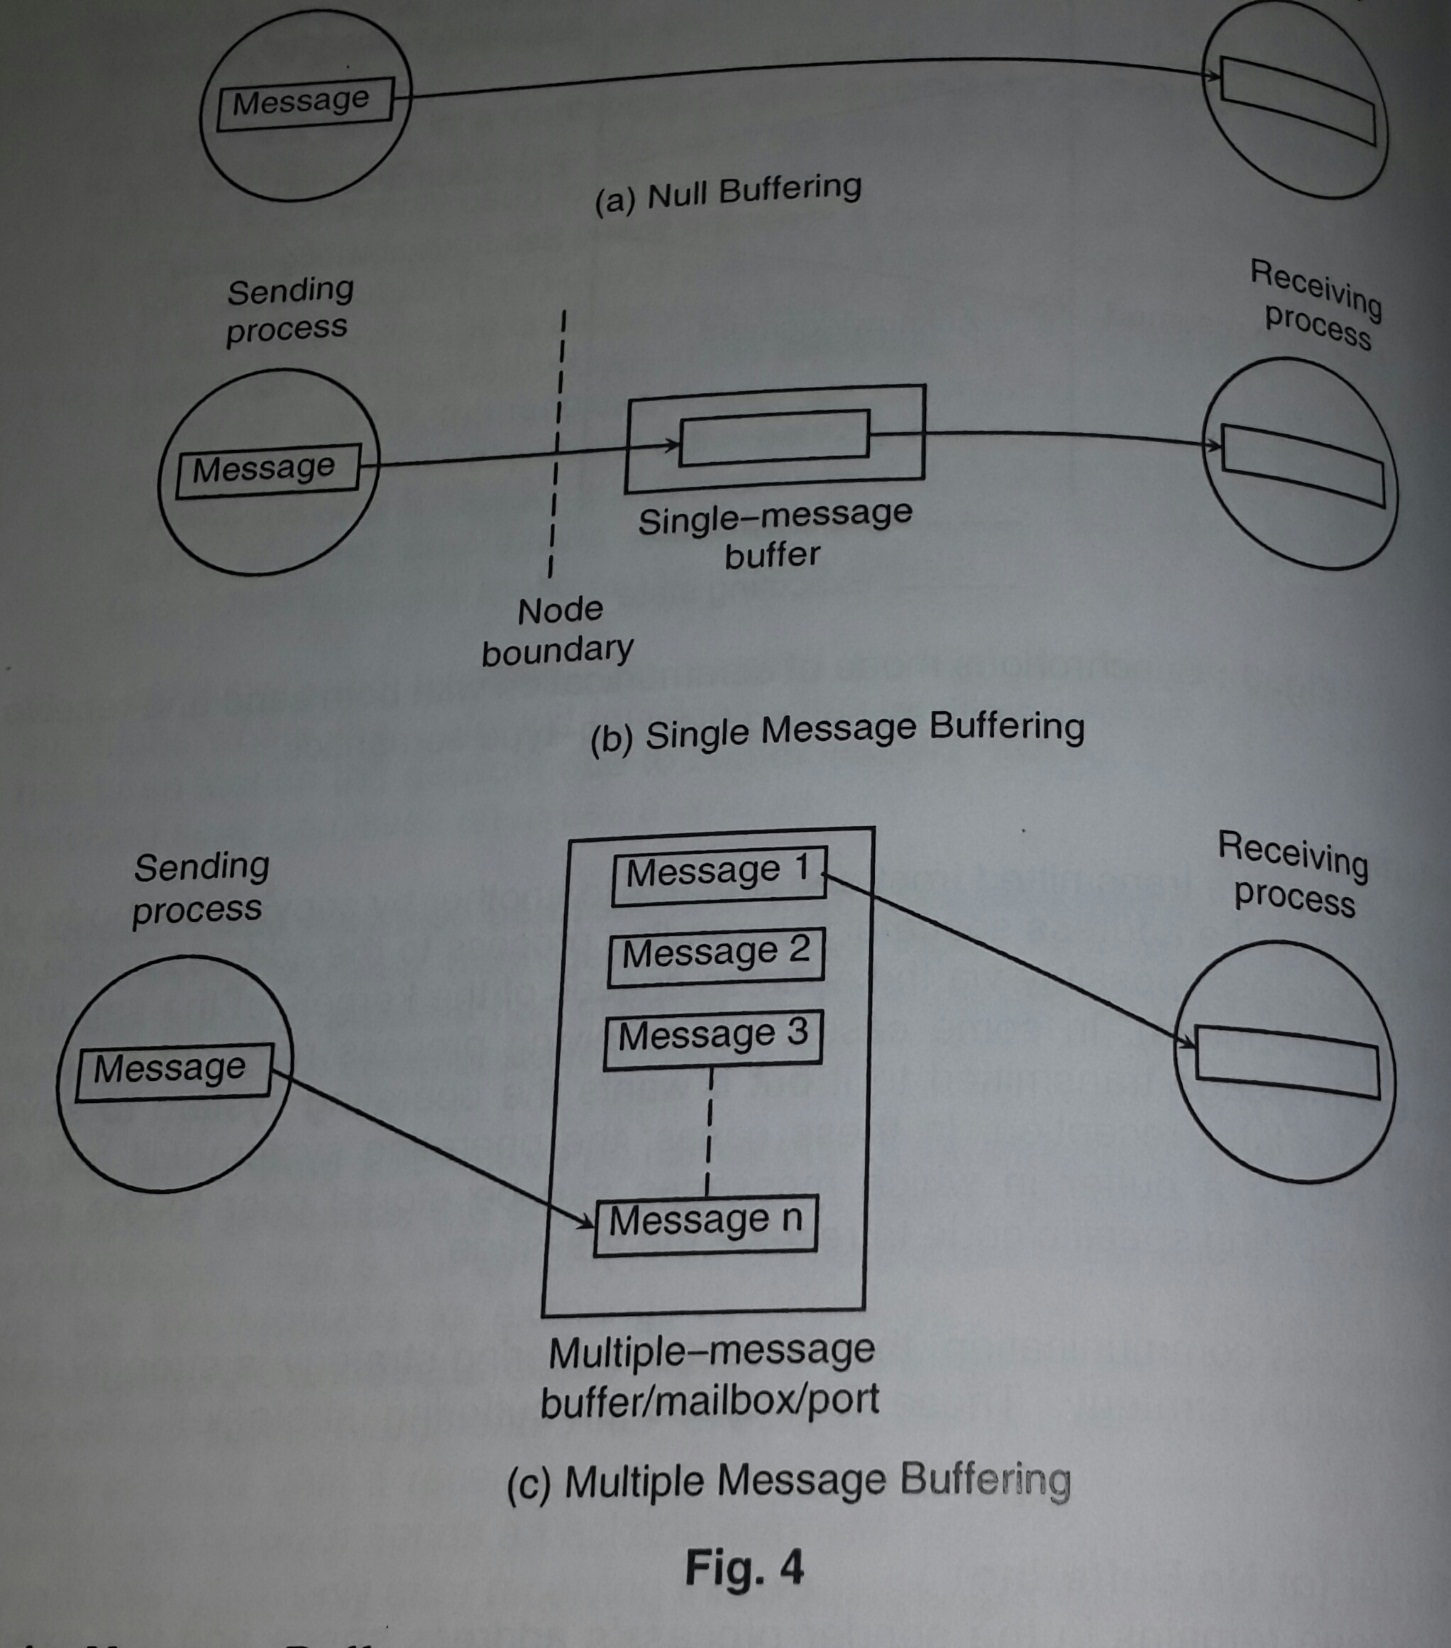 Message
(a) Null Buffering
Sending
process
Receiving
process
Message
Single–message
buffer
Node
boundary
(b) Single Message Buffering
Sending
process
Receiving
process
Message 1
Message 2
Message 3
Message
Message n
Multiple–message
buffer/mailbox/port
(c) Multiple Message Buffering
Fig. 4